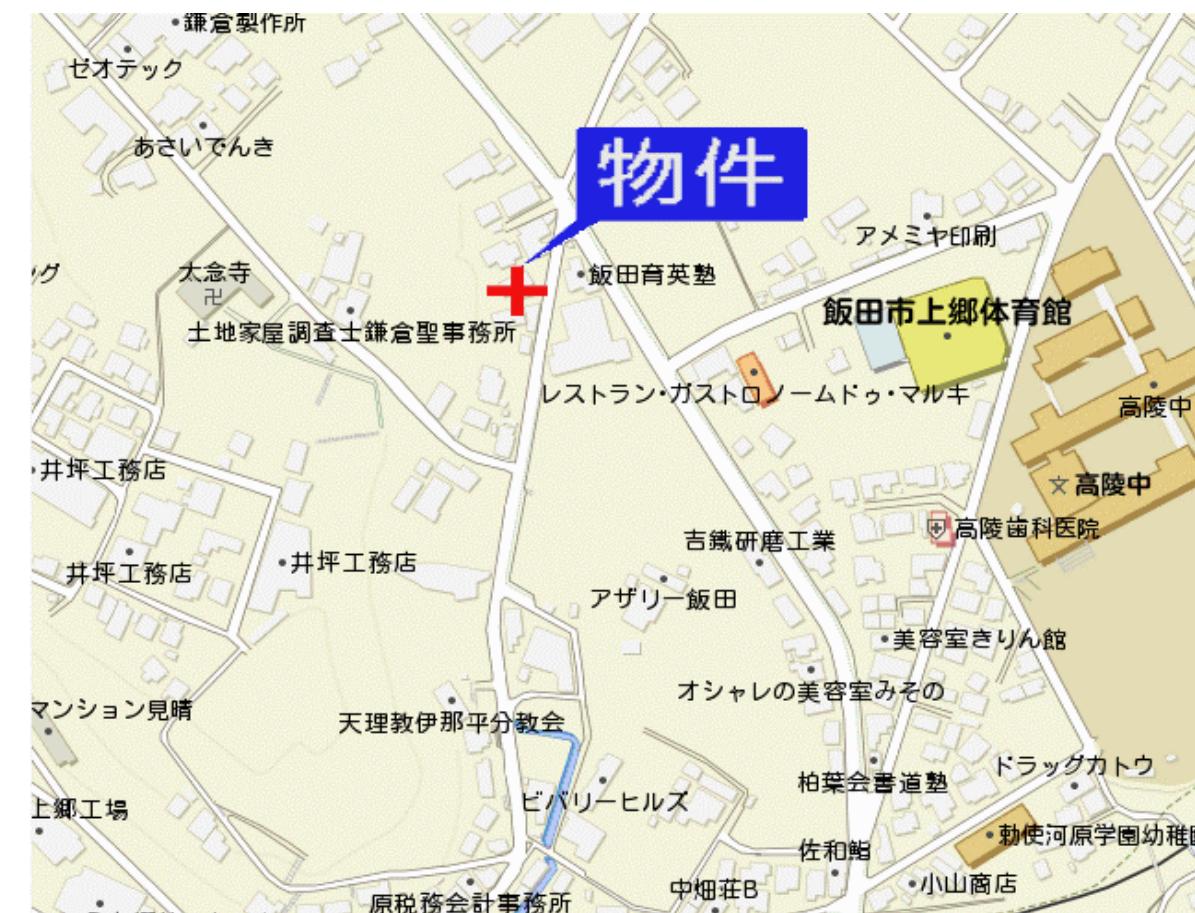 鎌倉製作所
ゼオテック
あさいでんき
物件
アメミヤ印刷
グ
太念寺
飯田育英塾
飯田市上郷体育館
土地家屋調査士鎌倉聖事務所
レストラン・ガストロノームドゥ・マルキ
高陵中
井坪工務店
文高陵中
高陵歯科医院
吉鐵研磨工業
井坪工務店
井坪工務店
アザリー飯田
美容室きりん館
オシャレの美容室みその
マンション見晴
天理教伊那平分教会
ドラッグカトウ
柏葉会書道塾
ビバリーヒルズ
上郷工場
勅使河原学園幼稚園
佐和鮨
小山商店
中畑荘B
原税務会計事務所